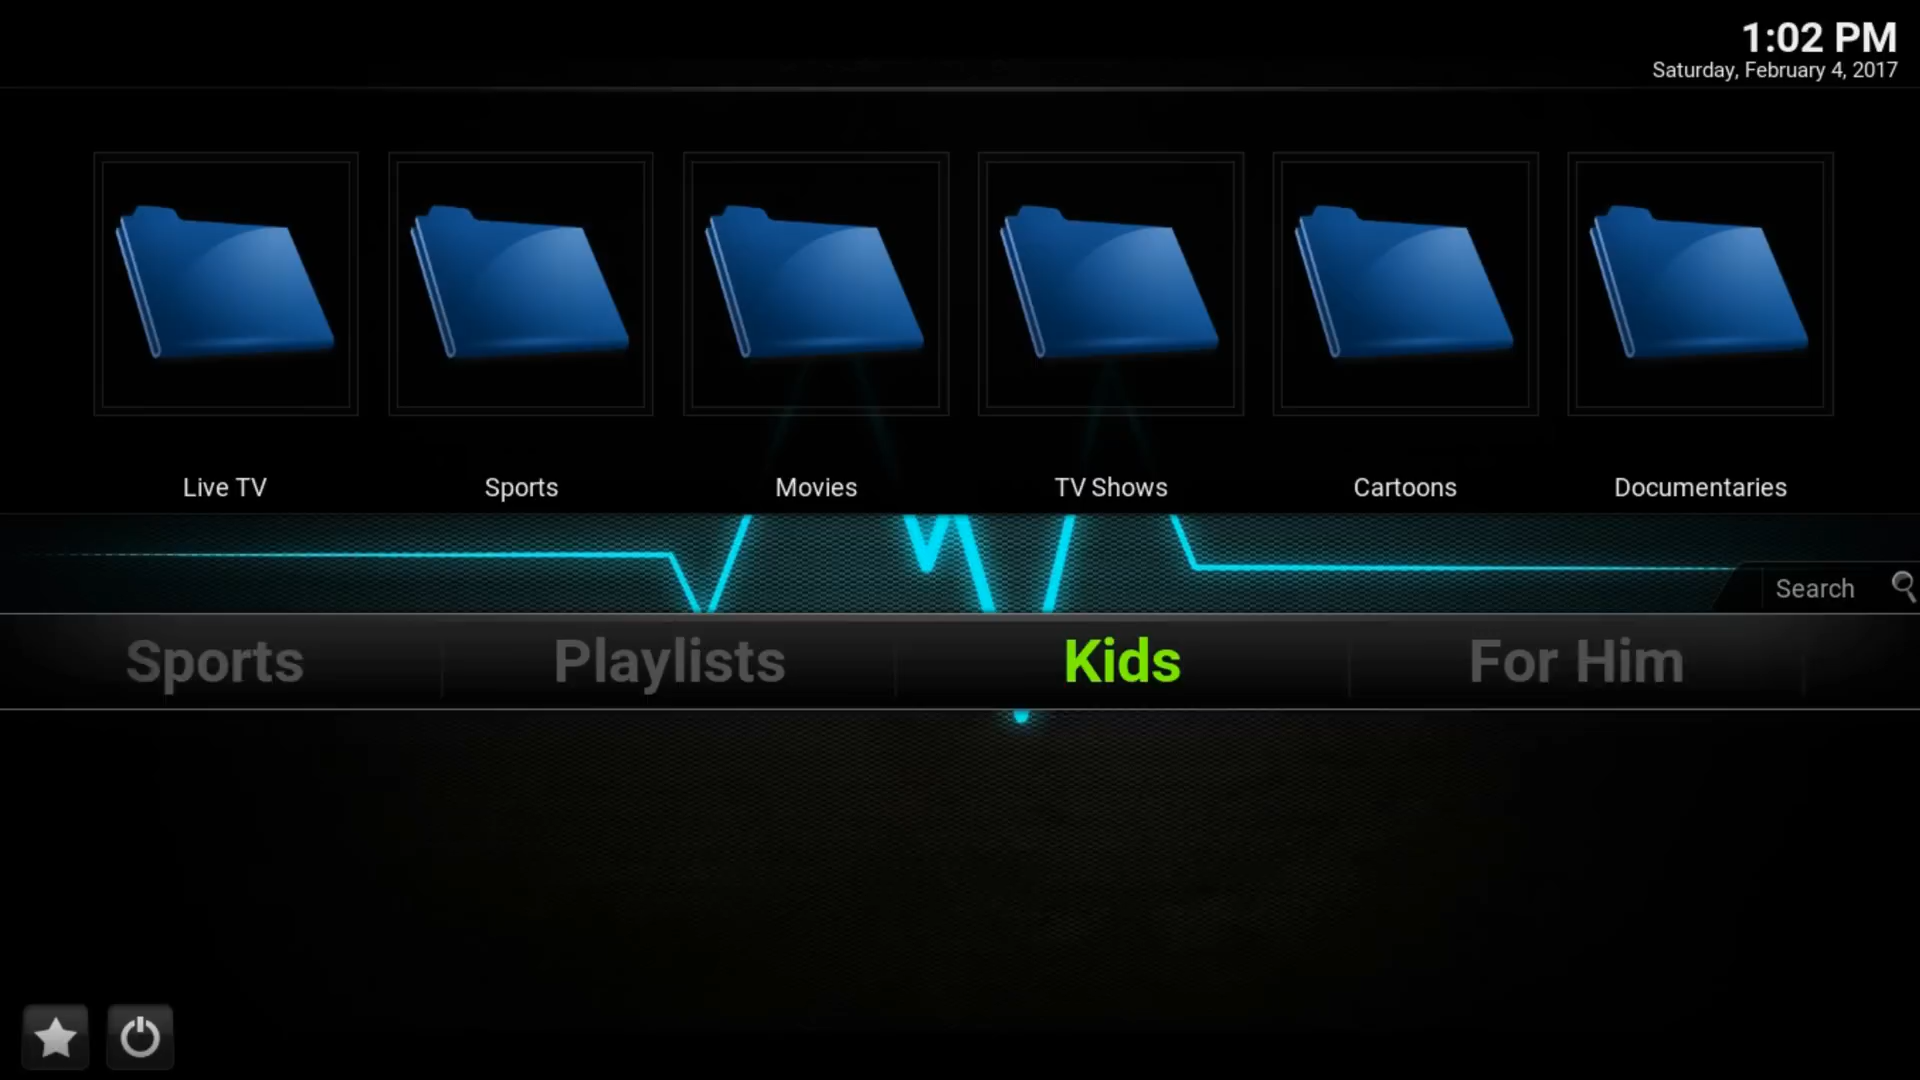 1:02 PM
Saturday, February 4, 2017
Live TV
Sports
Movies
TV Shows
Cartoons
Documentaries
Search
Sports
Playlists
Kids
For Him